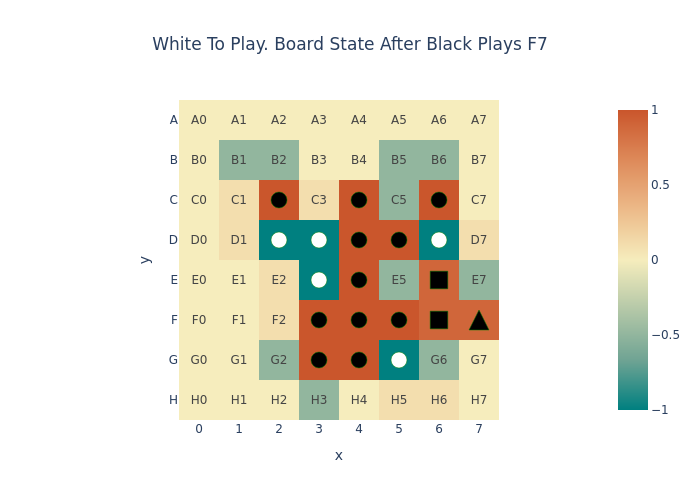 White To Play. Board State After Black Plays F7
A A0 A1 A2 A3 A4 A5 A6 A7
B B0 B1 B2 B3 B4 B5 B6 B7
C C0 C1 C3 C5 C7
D D0 D1 D7
E E0 E1 E2 E5 E7
F F0 F1 F2
G G0 G1 G2 G6 G7
H H0 H1 H2 H3 H4 H5 H6 H7
0 1 2 3 4 5 6 7
x
y
1
0.5
0
−0.5
−1